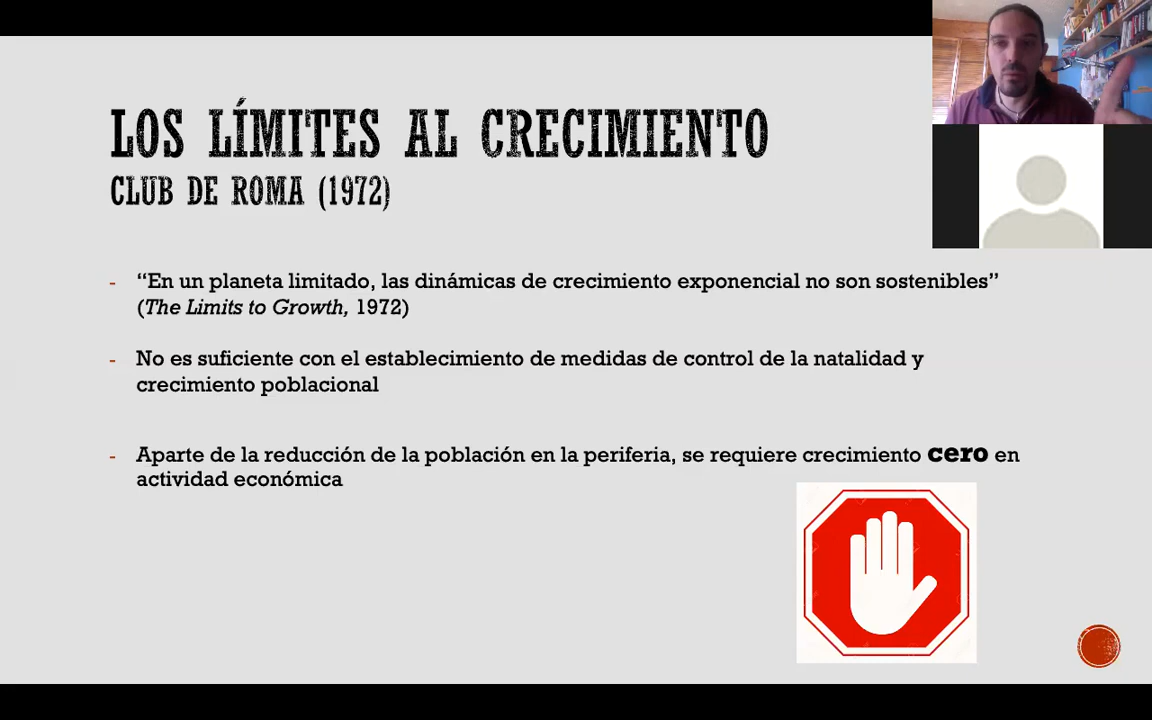 LOS LÍMITES AL CRECIMIENTO
CLUB DE ROMA (1972)
- “En un planeta limitado, las dinámicas de crecimiento exponencial no son sostenibles”
(The Limits to Growth, 1972)
- No es suficiente con el establecimiento de medidas de control de la natalidad y
crecimiento poblacional
- Aparte de la reducción de la población en la periferia, se requiere crecimiento cero en
actividad económica